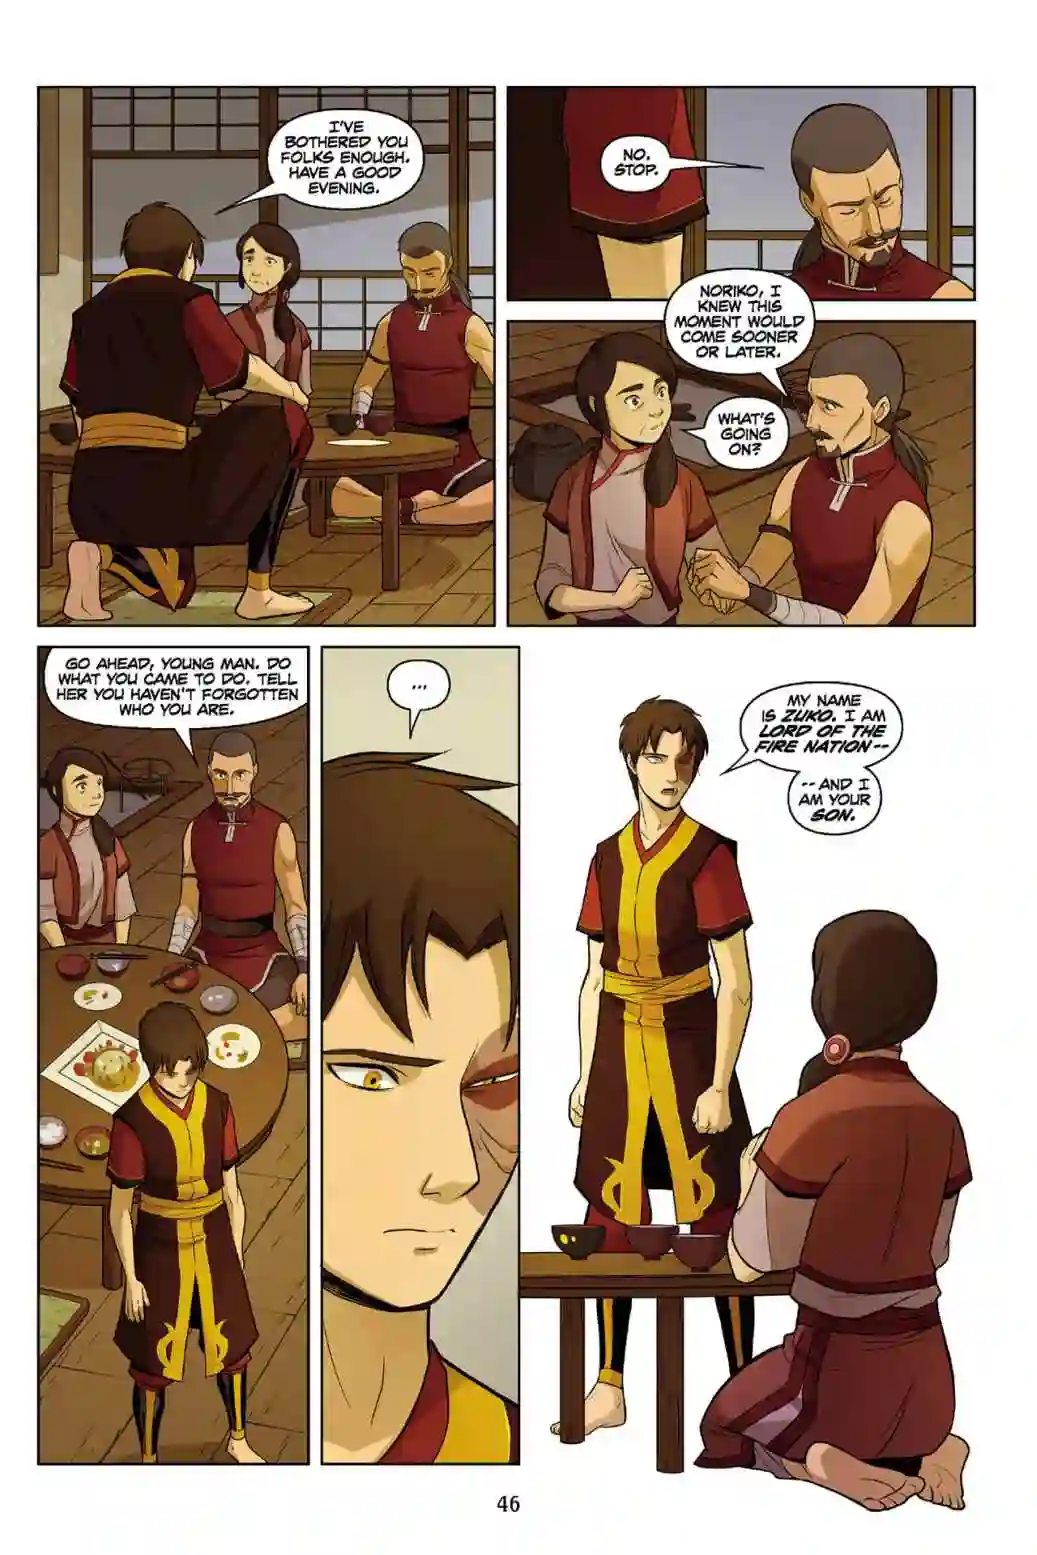 I'VE
BOTHERED YOU
FOLKS ENOUGH.
HAVE A GOOD
EVENING.
NO.
STOP.
NORIKO, I
KNEW THIS
MOMENT WOULD
COME SOONER
OR LATER.
WHAT'S
GOING
ON?
GO AHEAD, YOUNG MAN. DO
WHAT YOU CAME TO DO. TELL
HER YOU HAVEN'T FORGOTTEN
WHO YOU ARE.
...
MY NAME
IS ZUKO. I AM
LORD OF THE
FIRE NATION--
-- AND I
AM YOUR
SON.
46